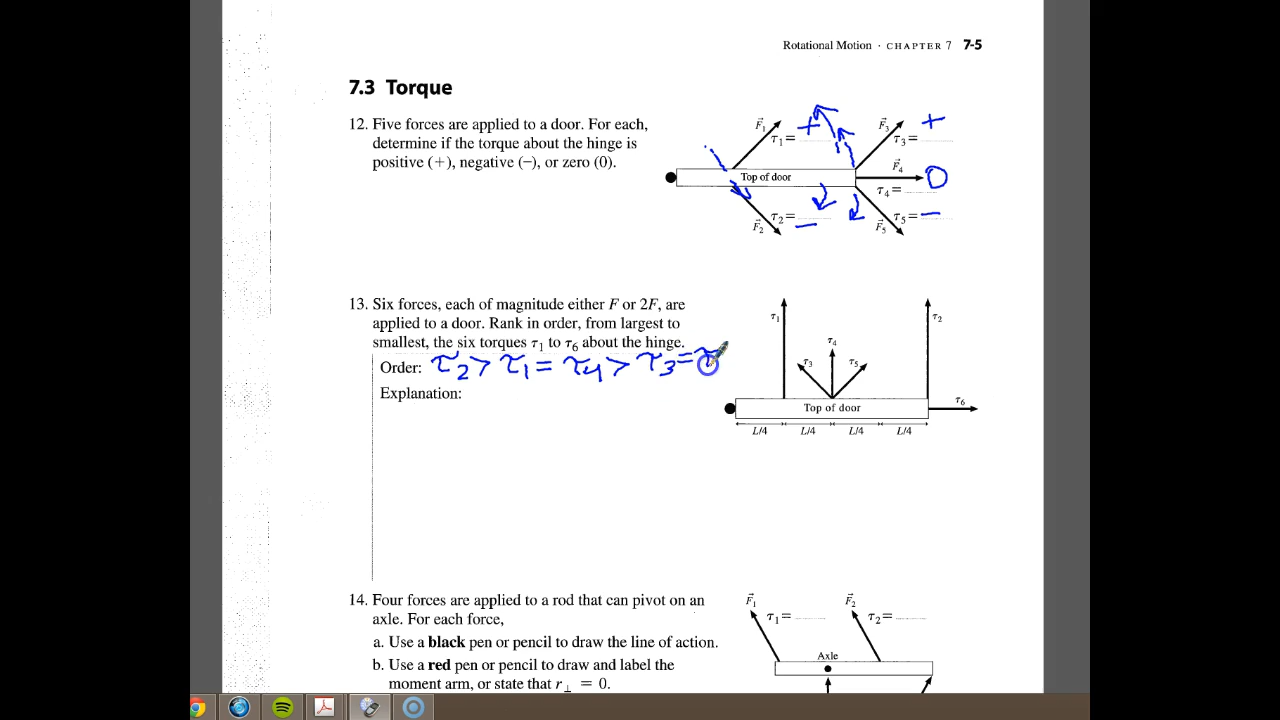 Rotational Motion · CHAPTER 7 7-5
7.3 Torque
12. Five forces are applied to a door. For each,
determine if the torque about the hinge is
positive (+), negative (−), or zero (0).
F⃗₁
τ₁ = +
F⃗₃
τ₃ = +
F⃗₄
Top of door
τ₄ = 0
τ₂ = −
F⃗₂
τ₅ = −
F⃗₅
13. Six forces, each of magnitude either F or 2F, are
applied to a door. Rank in order, from largest to
smallest, the six torques τ₁ to τ₆ about the hinge.
Order: τ₂ > τ₁ = τ₄ > τ₃ = τ
Explanation:
τ₁
τ₂
τ₄
τ₃
τ₅
τ₆
Top of door
L/4 L/4 L/4 L/4
14. Four forces are applied to a rod that can pivot on an
axle. For each force,
a. Use a black pen or pencil to draw the line of action.
b. Use a red pen or pencil to draw and label the
moment arm, or state that r⊥ = 0.
F⃗₁
τ₁ =
F⃗₂
τ₂ =
Axle